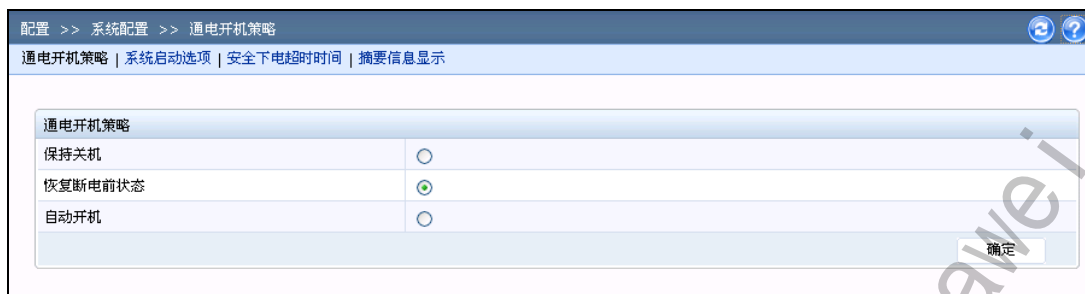 配置 >> 系统配置 >> 通电开机策略
通电开机策略 | 系统启动选项 | 安全下电超时时间 | 摘要信息显示
通电开机策略
保持关机
恢复断电前状态
自动开机
确定